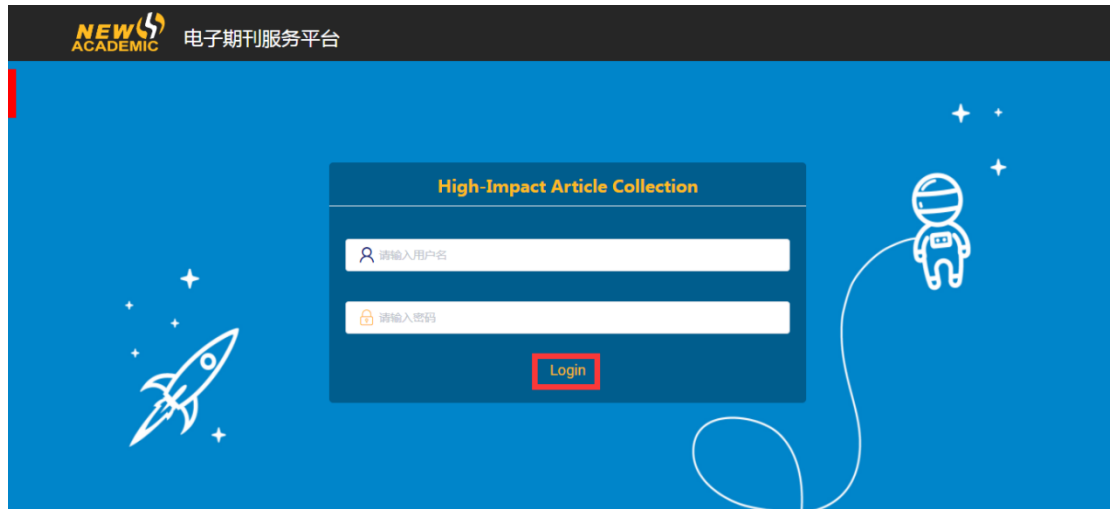 NEW
ACADEMIC
电子期刊服务平台
High-Impact Article Collection
请输入用户名
请输入密码
Login